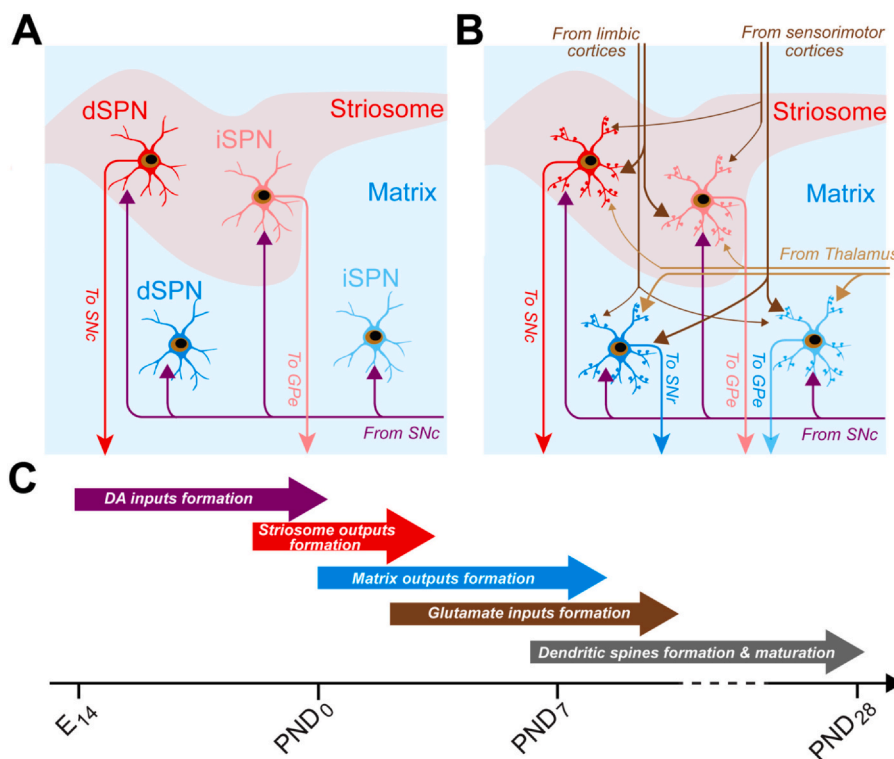 A
dSPN
Striosome
iSPN
Matrix
To SNc
dSPN
iSPN
To GPe
From SNc
B
From limbic
cortices
From sensorimotor
cortices
Striosome
Matrix
From Thalamus
To SNc
To SNr
To GPe
To GPe
From SNc
C
DA inputs formation
Striosome outputs
formation
Matrix outputs formation
Glutamate inputs formation
Dendritic spines formation & maturation
E14
PND0
PND7
PND28